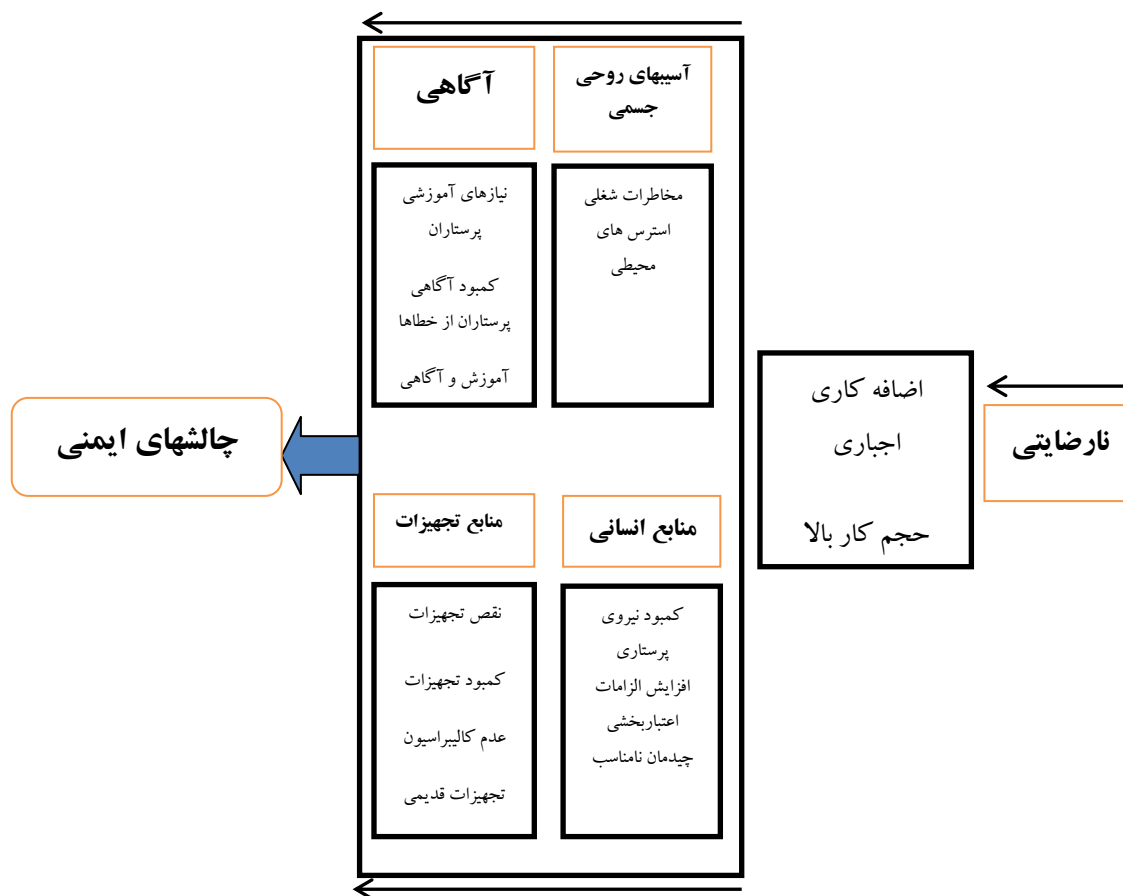 آسیبهای روحی
جسمی
مخاطرات شغلی
استرس های
محیطی
آگاهی
نیازهای آموزشی
پرستاران
کمبود آگاهی
پرستاران از خطاها
آموزش و آگاهی
نارضایتی
اضافه کاری
اجباری
حجم کار بالا
چالشهای ایمنی
منابع انسانی
کمبود نیروی
پرستاری
افزایش الزامات
اعتباربخشی
چیدمان نامناسب
منابع تجهیزات
نقص تجهیزات
کمبود تجهیزات
عدم کالیبراسیون
تجهیزات قدیمی